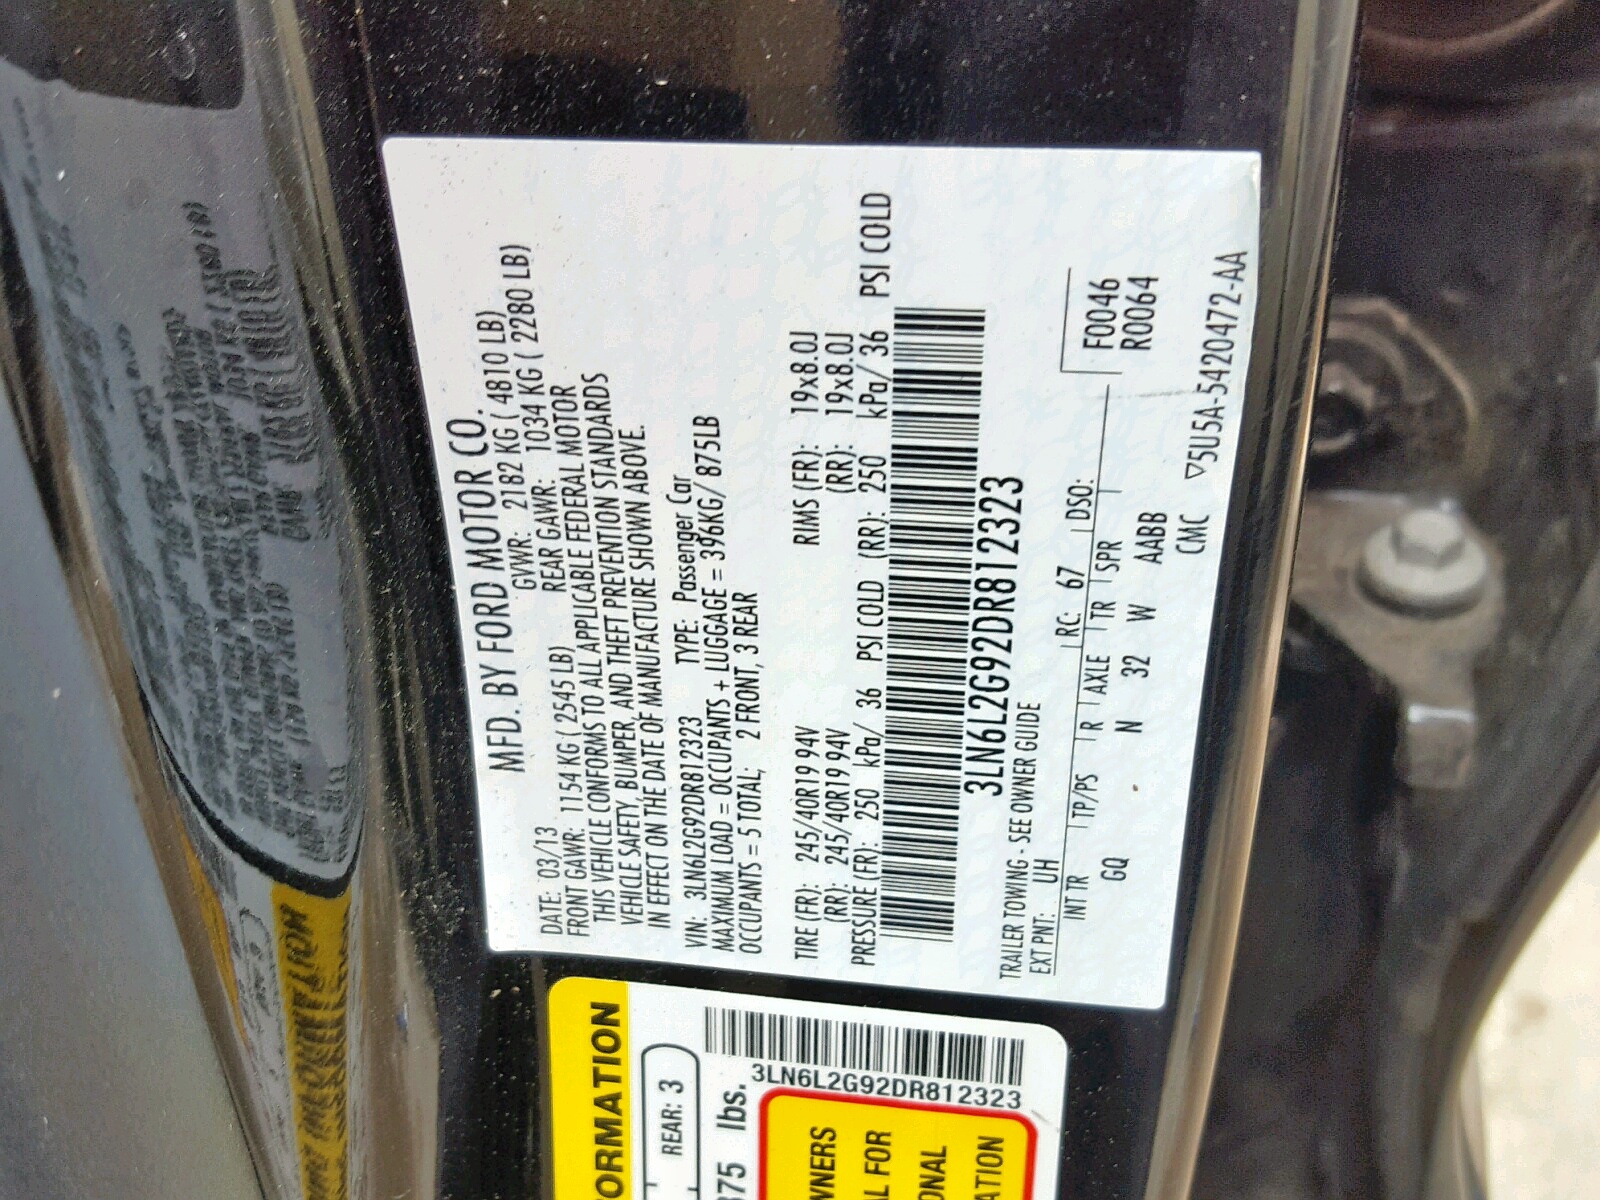 MFD. BY FORD MOTOR CO.
DATE: 03/13 GVWR: 2182 KG ( 4810 LB)
FRONT GAWR: 1154 KG ( 2545 LB) REAR GAWR: 1034 KG ( 2280 LB)
THIS VEHICLE CONFORMS TO ALL APPLICABLE FEDERAL MOTOR
VEHICLE SAFETY, BUMPER, AND THEFT PREVENTION STANDARDS
IN EFFECT ON THE DATE OF MANUFACTURE SHOWN ABOVE.
VIN: 3LN6L2G92DR812323 TYPE: Passenger Car
MAXIMUM LOAD = OCCUPANTS + LUGGAGE = 396KG/ 875LB
OCCUPANTS = 5 TOTAL, 2 FRONT, 3 REAR
TIRE (FR): 245/40R19 94V RIMS (FR): 19x8.0J
(RR): 245/40R19 94V (RR): 19x8.0J
PRESSURE (FR): 250 kPa/ 36 PSI COLD (RR): 250 kPa/ 36 PSI COLD
3LN6L2G92DR812323
TRAILER TOWING - SEE OWNER GUIDE
EXT PNT: UH RC: 67 DSO: F0046
R0064
INT TR TP/PS R AXLE TR SPR
GQ N 32 W AABB
CMC ▽5U5A-5420472-AA
ORMATION
REAR: 3
375 lbs.
3LN6L2G92DR812323
WNERS
AL FOR
ONAL
ATION